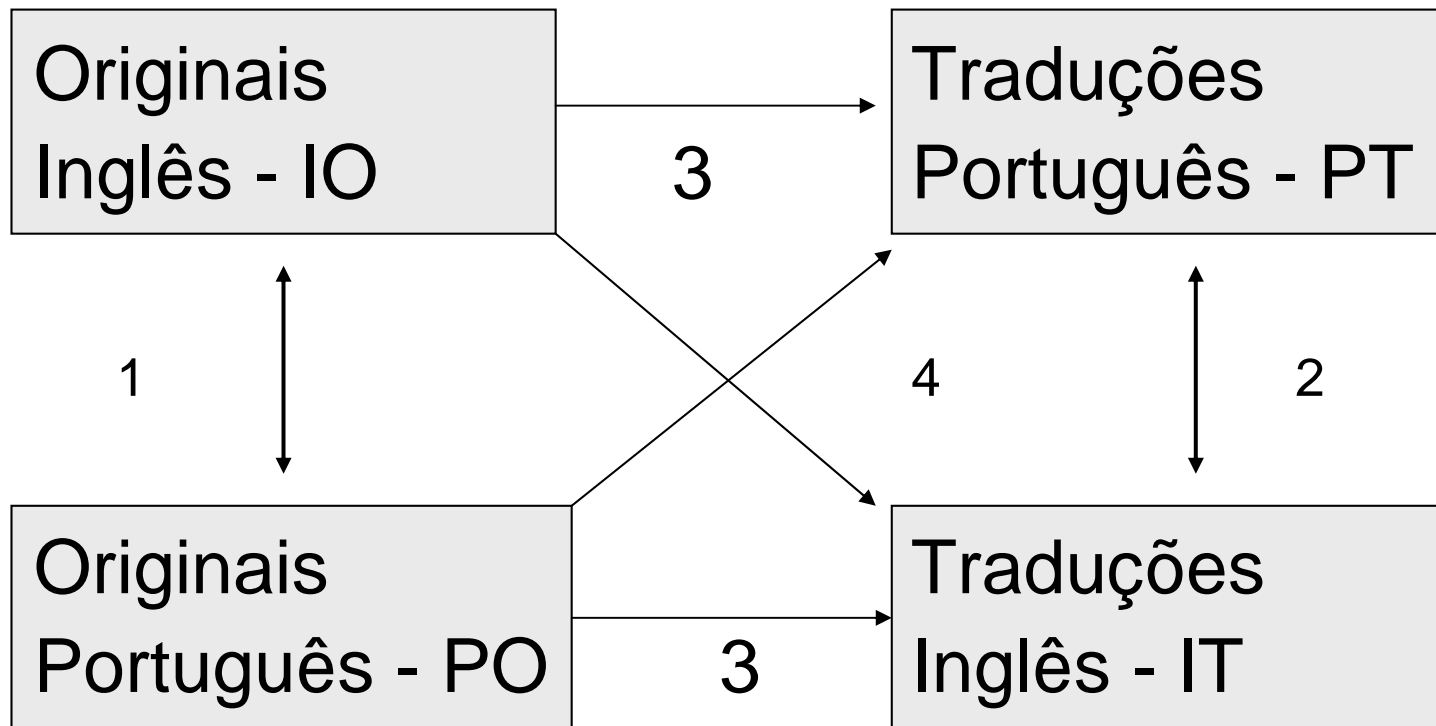 Originais
Inglês - IO
3
Traduções
Português - PT
1
4
2
Originais
Português - PO
3
Traduções
Inglês - IT